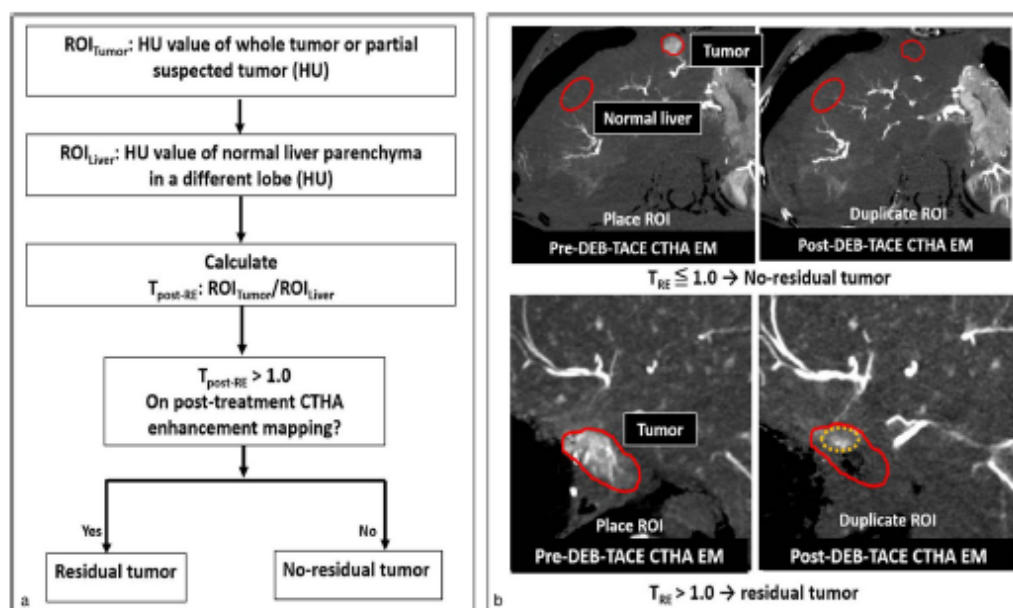 ROITumor: HU value of whole tumor or partial
suspected tumor (HU)
ROILiver: HU value of normal liver parenchyma
in a different lobe (HU)
Calculate
Tpost-RE: ROITumor/ROILiver
Tpost-RE > 1.0
On post-treatment CTHA
enhancement mapping?
Yes
No
Residual tumor
No-residual tumor
a
Tumor
Normal liver
Place ROI
Pre-DEB-TACE CTHA EM
Duplicate ROI
Post-DEB-TACE CTHA EM
TRE ≦ 1.0 → No-residual tumor
Tumor
Place ROI
Pre-DEB-TACE CTHA EM
Duplicate ROI
Post-DEB-TACE CTHA EM
TRE > 1.0 → residual tumor
b